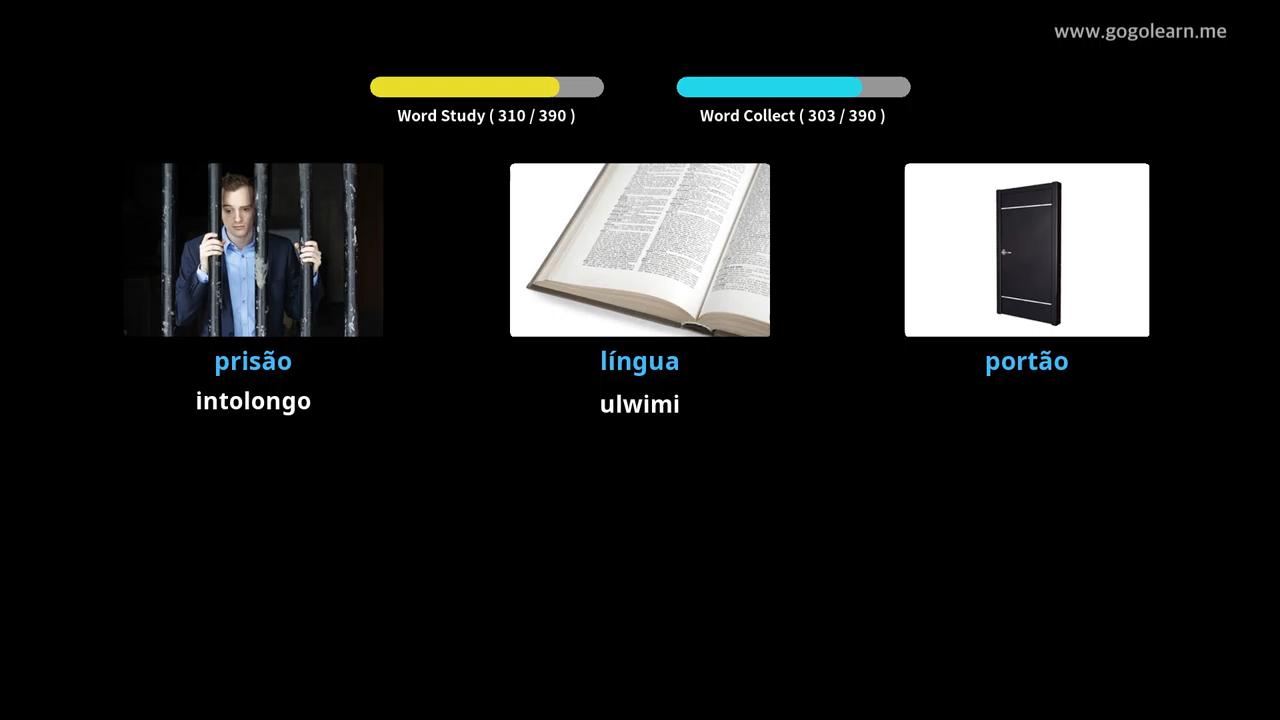 www.gogolearn.me
Word Study ( 310 / 390 )
Word Collect ( 303 / 390 )
prisão
língua
portão
intolongo
ulwimi